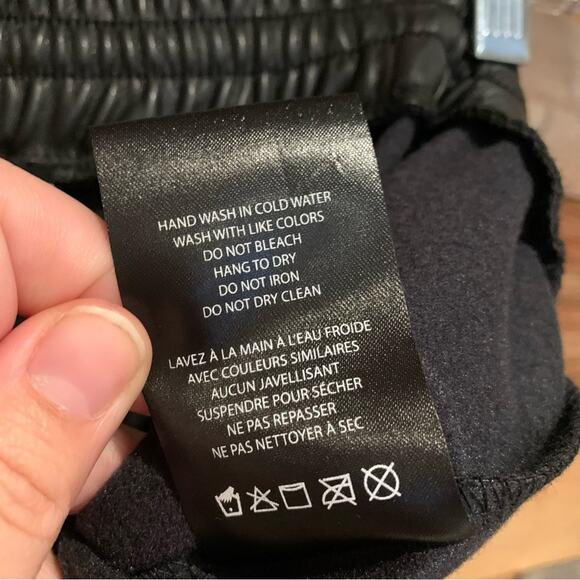 HAND WASH IN COLD WATER
WASH WITH LIKE COLORS
DO NOT BLEACH
HANG TO DRY
DO NOT IRON
DO NOT DRY CLEAN
LAVEZ À LA MAIN À L'EAU FROIDE
AVEC COULEURS SIMILAIRES
AUCUN JAVELLISANT
SUSPENDRE POUR SÉCHER
NE PAS REPASSER
NE PAS NETTOYER À SEC